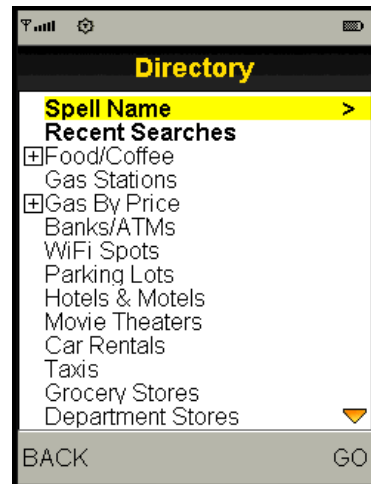 Directory
Spell Name >
Recent Searches
+Food/Coffee
Gas Stations
+Gas By Price
Banks/ATMs
WiFi Spots
Parking Lots
Hotels & Motels
Movie Theaters
Car Rentals
Taxis
Grocery Stores
Department Stores
BACK GO